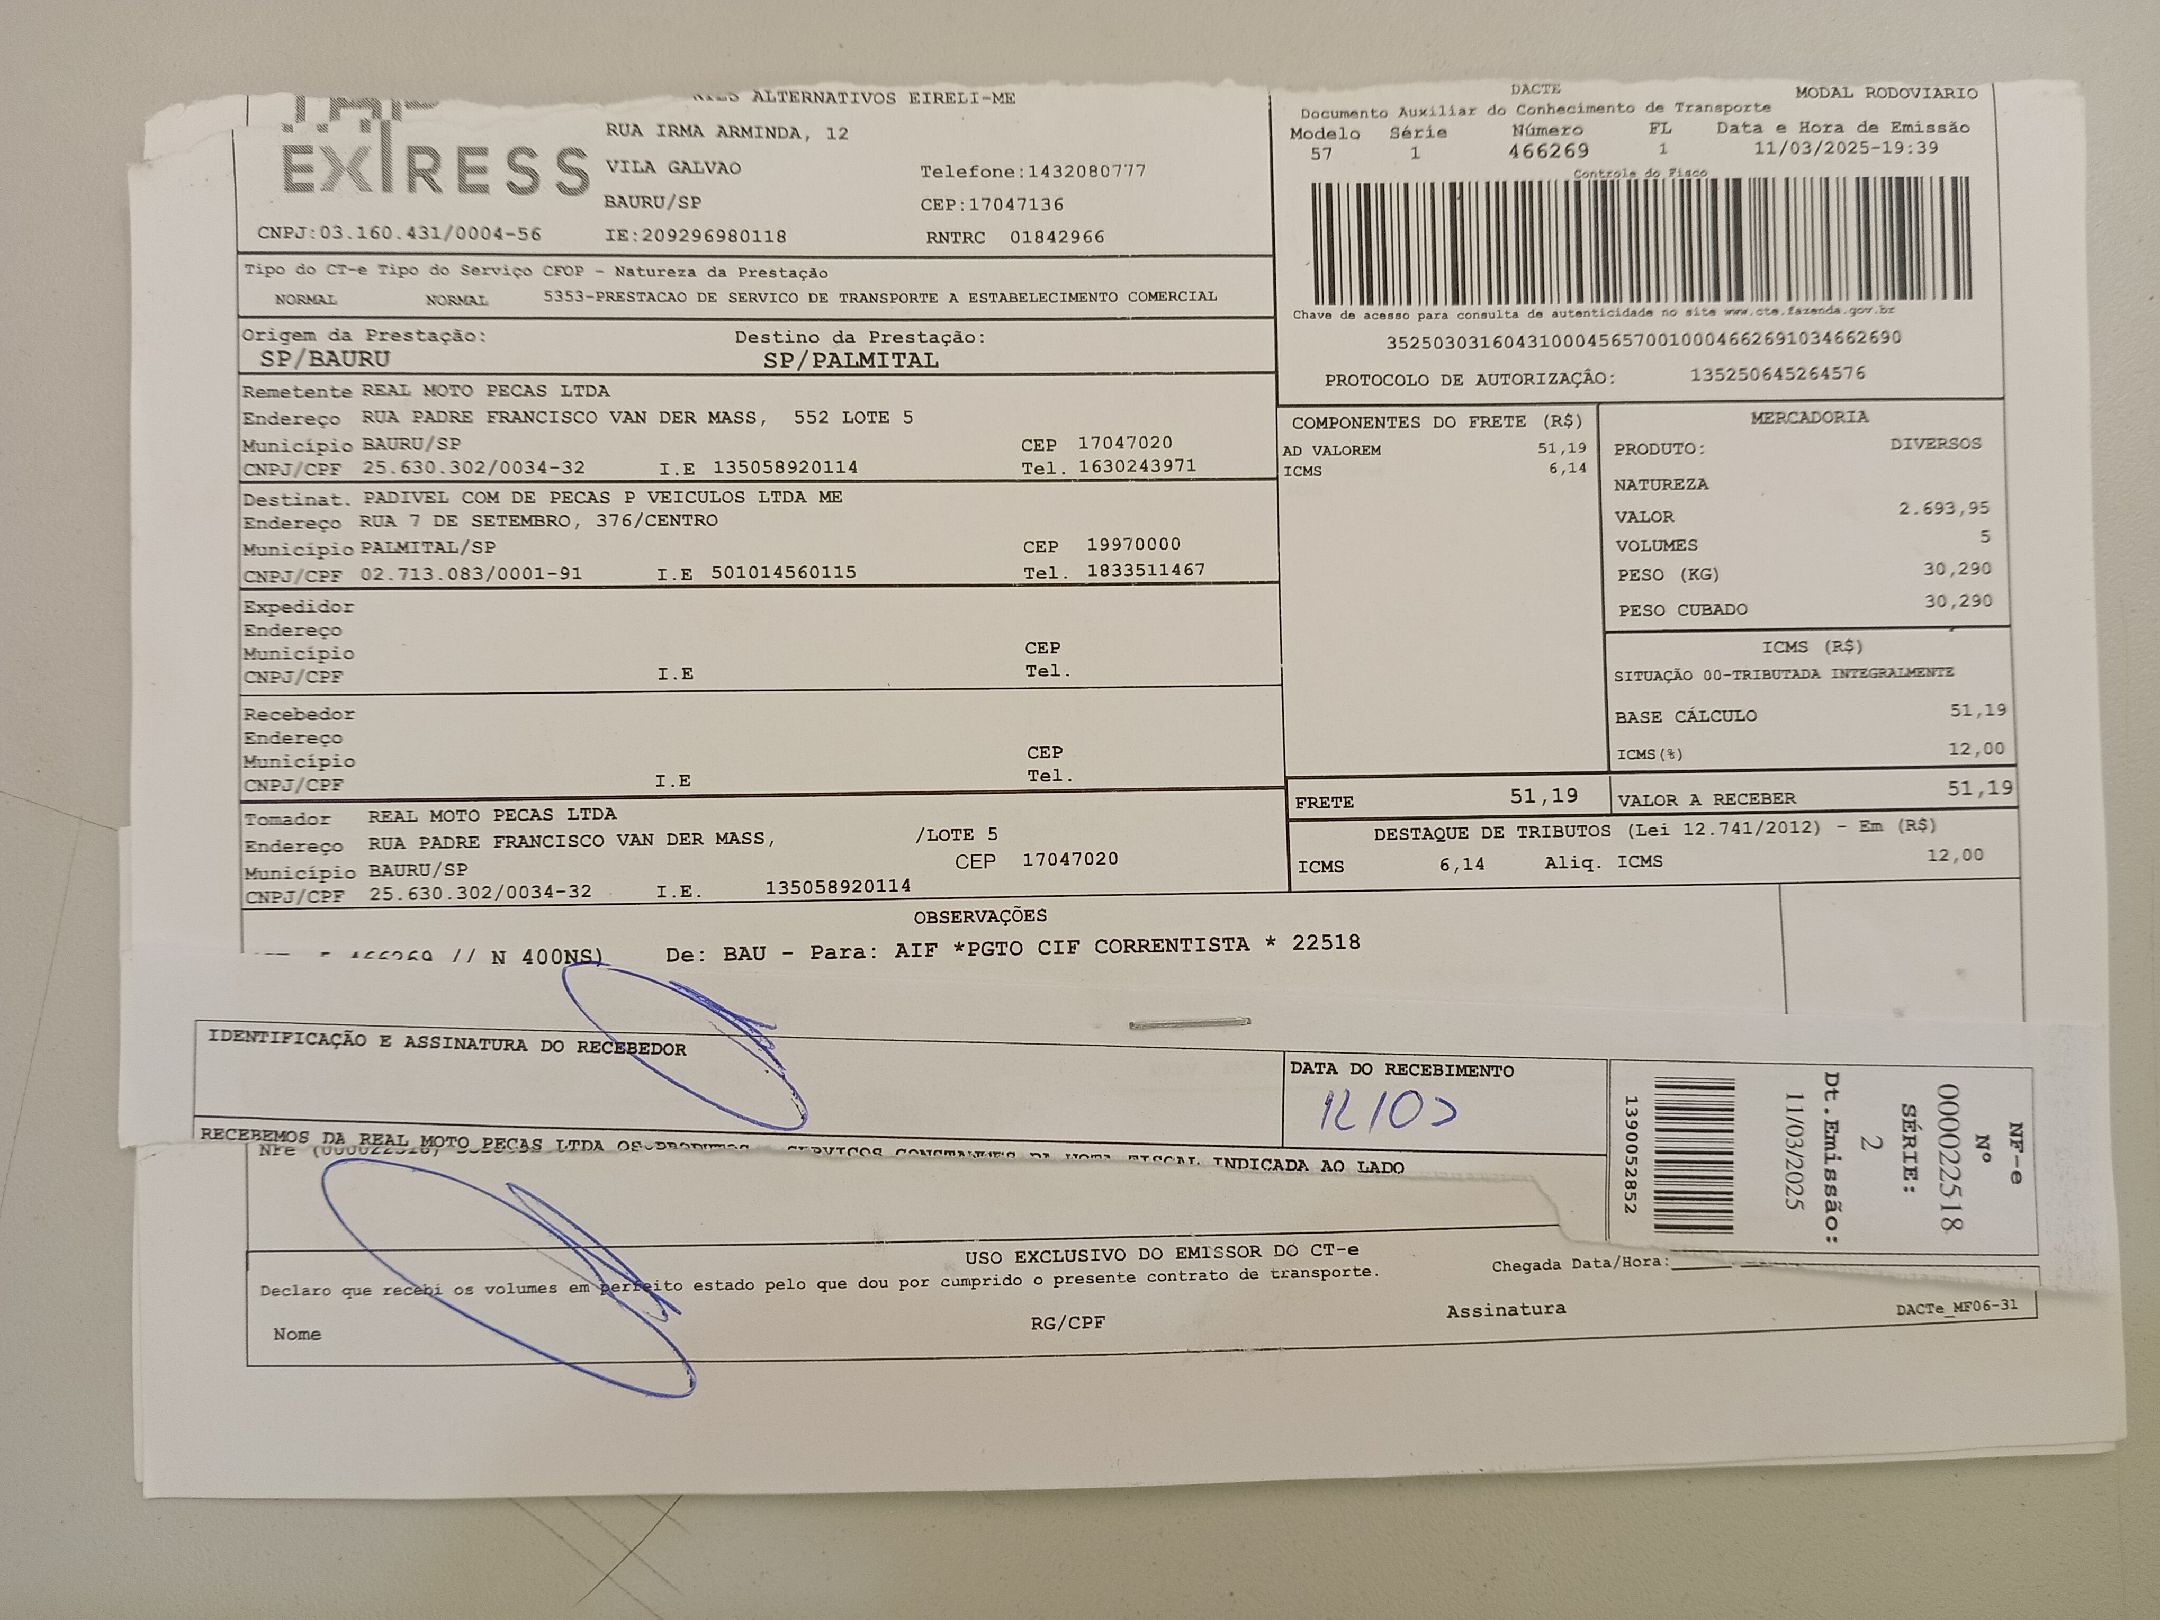 EXPRESS
ALTERNATIVOS EIRELI-ME
RUA IRMA ARMINDA, 12
VILA GALVAO Telefone:1432080777
BAURU/SP CEP:17047136
CNPJ:03.160.431/0004-56 IE:209296980118 RNTRC 01842966
DACTE MODAL RODOVIARIO
Documento Auxiliar do Conhecimento de Transporte
Modelo Série Número FL Data e Hora de Emissão
57 1 466269 1 11/03/2025-19:39
Controle do Fisco
Chave de acesso para consulta de autenticidade no site www.cte.fazenda.gov.br
35250303160431000456570010004662691034662690
PROTOCOLO DE AUTORIZAÇÃO: 135250645264576
Tipo do CT-e Tipo do Serviço CFOP - Natureza da Prestação
NORMAL NORMAL 5353-PRESTACAO DE SERVICO DE TRANSPORTE A ESTABELECIMENTO COMERCIAL
Origem da Prestação: Destino da Prestação:
SP/BAURU SP/PALMITAL
Remetente REAL MOTO PECAS LTDA
Endereço RUA PADRE FRANCISCO VAN DER MASS, 552 LOTE 5
Município BAURU/SP CEP 17047020
CNPJ/CPF 25.630.302/0034-32 I.E 135058920114 Tel. 1630243971
Destinat. PADIVEL COM DE PECAS P VEICULOS LTDA ME
Endereço RUA 7 DE SETEMBRO, 376/CENTRO
Município PALMITAL/SP CEP 19970000
CNPJ/CPF 02.713.083/0001-91 I.E 501014560115 Tel. 1833511467
Expedidor
Endereço
Município CEP
CNPJ/CPF I.E Tel.
Recebedor
Endereço
Município CEP
CNPJ/CPF I.E Tel.
Tomador REAL MOTO PECAS LTDA
Endereço RUA PADRE FRANCISCO VAN DER MASS, /LOTE 5
Município BAURU/SP CEP 17047020
CNPJ/CPF 25.630.302/0034-32 I.E. 135058920114
COMPONENTES DO FRETE (R$)
AD VALOREM 51,19
ICMS 6,14
MERCADORIA
PRODUTO: DIVERSOS
NATUREZA
VALOR 2.693,95
VOLUMES 5
PESO (KG) 30,290
PESO CUBADO 30,290
ICMS (R$)
SITUAÇÃO 00-TRIBUTADA INTEGRALMENTE
BASE CÁLCULO 51,19
ICMS(%) 12,00
FRETE 51,19 VALOR A RECEBER 51,19
DESTAQUE DE TRIBUTOS (Lei 12.741/2012) - Em (R$)
ICMS 6,14 Aliq. ICMS 12,00
OBSERVAÇÕES
466269 // N 400NS) De: BAU - Para: AIF *PGTO CIF CORRENTISTA * 22518
IDENTIFICAÇÃO E ASSINATURA DO RECEBEDOR
DATA DO RECEBIMENTO
RECEBEMOS DA REAL MOTO PECAS LTDA OS PRODUTOS SERVIÇOS CONSTANTES DA NOTA FISCAL INDICADA AO LADO
1390052852
NF-e
Nº
000022518
SÉRIE:
2
Dt.Emissão:
11/03/2025
USO EXCLUSIVO DO EMISSOR DO CT-e
Declaro que recebi os volumes em perfeito estado pelo que dou por cumprido o presente contrato de transporte.
Chegada Data/Hora:
Nome RG/CPF Assinatura
DACTe_MF06-31